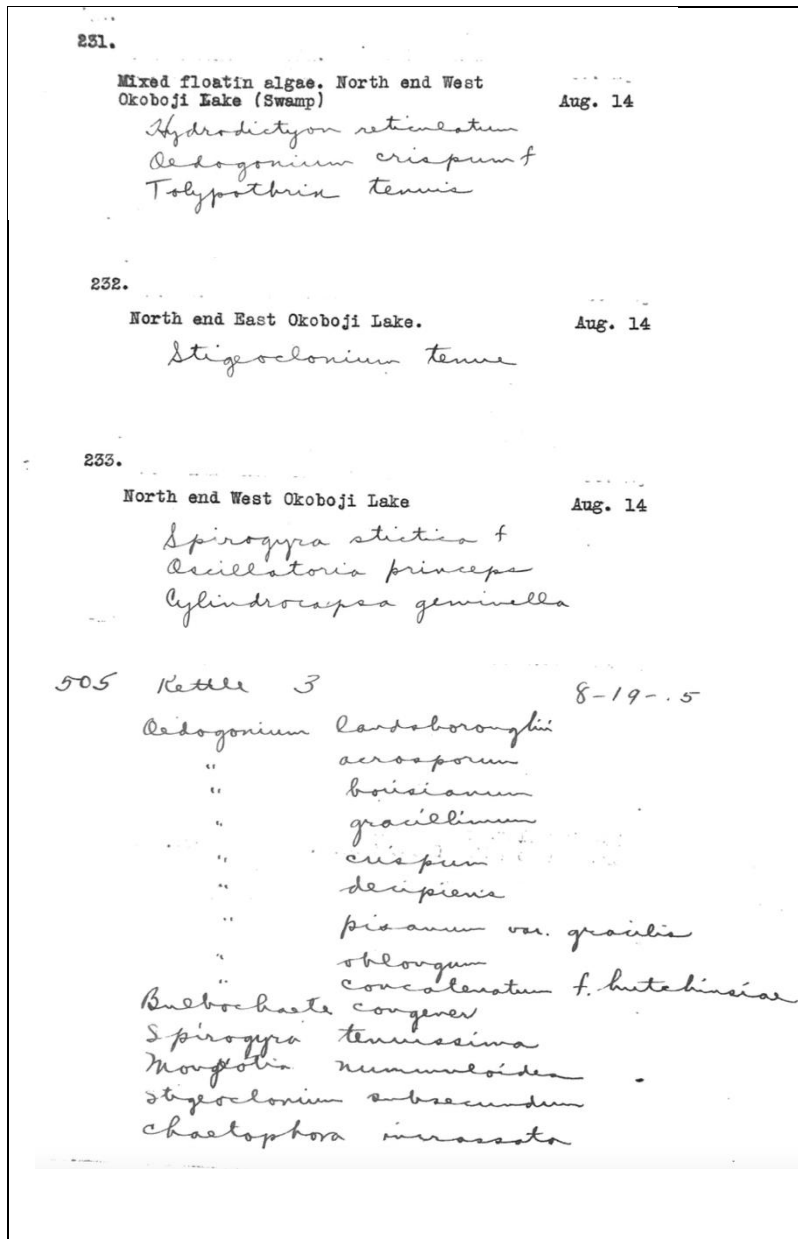 231.
Mixed floatin algae. North end West
Okoboji Lake (Swamp) Aug. 14
Hydrodictyon reticulatum
Oedogonium crispum f
Tolypothrix tenuis
232.
North end East Okoboji Lake. Aug. 14
Stigeoclonium tenue
233.
North end West Okoboji Lake Aug. 14
Spirogyra stictica f
Oscillatoria princeps
Cylindrocapsa geminella
505 Kettle 3 8-19-.5
Oedogonium landsboroughii
" acrosporum
" borisianum
" gracillimum
" crispum
" decipiens
" pisanum var. gracilis
" oblongum
" concatenatum f. hutchinsiae
Bulbochaete congener
Spirogyra tenuissima
Mougeotia nummuloidea
Stigeoclonium subsecundum
Chaetophora incrassata